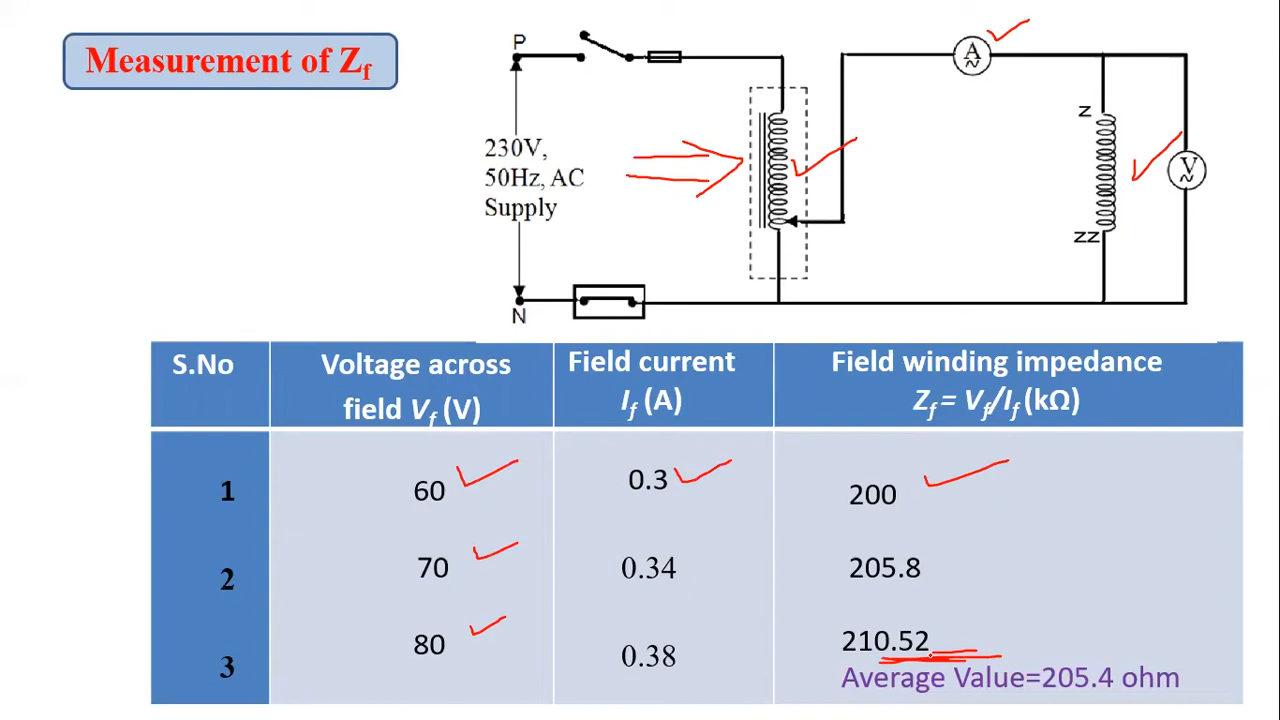 Measurement of Zf
P
230V,
50Hz, AC
Supply
N
A
~
Z
ZZ
V
~
S.No
Voltage across
field Vf (V)
Field current
If (A)
Field winding impedance
Zf = Vf/If (kΩ)
1
60
0.3
200
2
70
0.34
205.8
3
80
0.38
210.52
Average Value=205.4 ohm